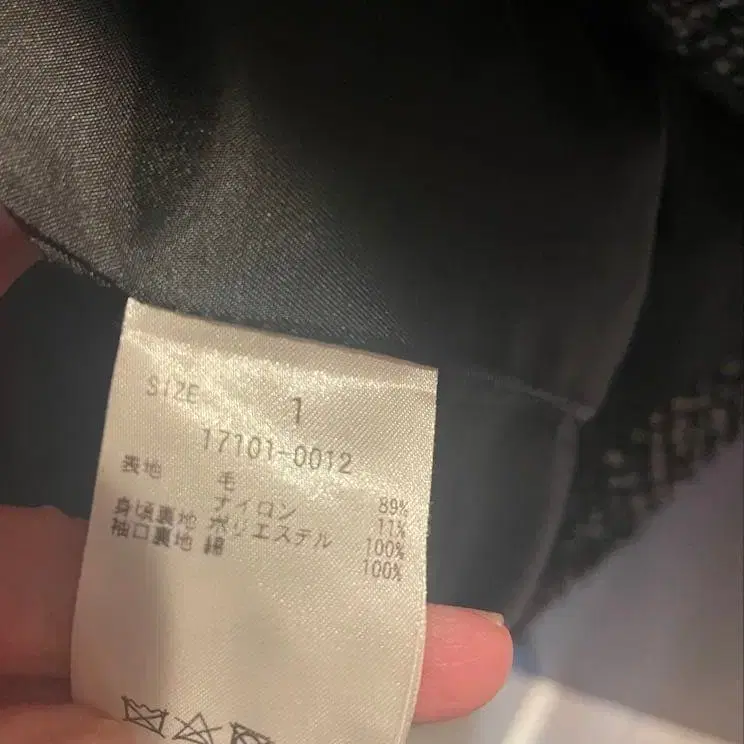 SIZE 1
17101-0012
表地 毛 89%
ナイロン 11%
身頃裏地 ポリエステル 100%
袖口裏地 綿 100%